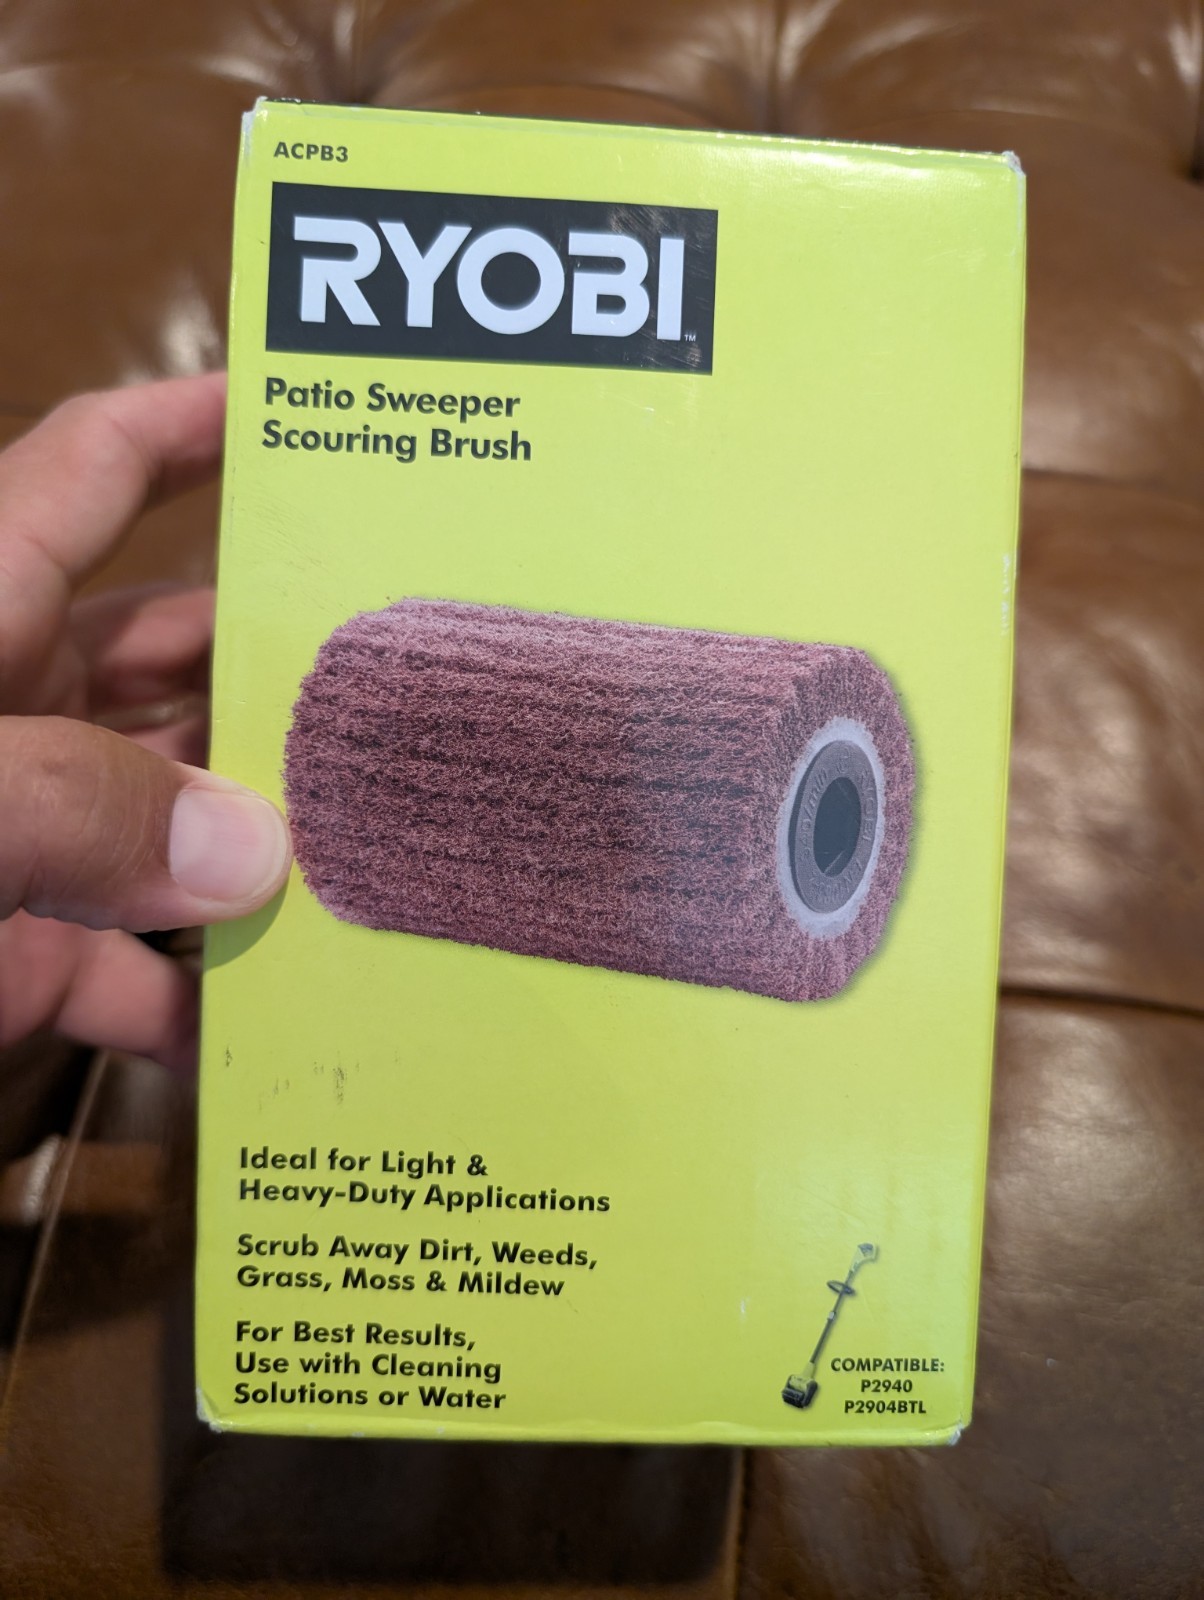 ACPB3
RYOBI™
Patio Sweeper
Scouring Brush
Ideal for Light &
Heavy-Duty Applications
Scrub Away Dirt, Weeds,
Grass, Moss & Mildew
For Best Results,
Use with Cleaning
Solutions or Water
COMPATIBLE:
P2940
P2904BTL